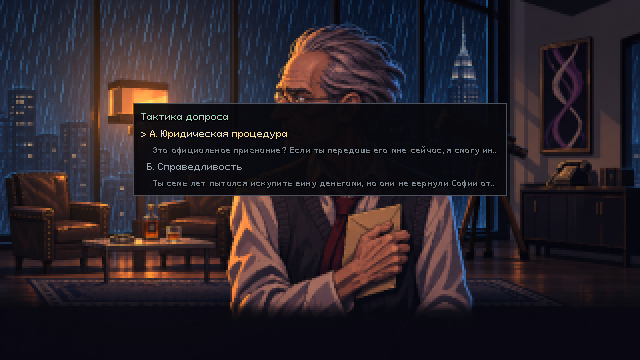 Тактика допроса
> А. Юридическая процедура
Это официальное признание? Если ты передашь его мне сейчас, я смогу ин..
Б. Справедливость
Ты семь лет пытался искупить вину деньгами, но они не вернули Софии от..